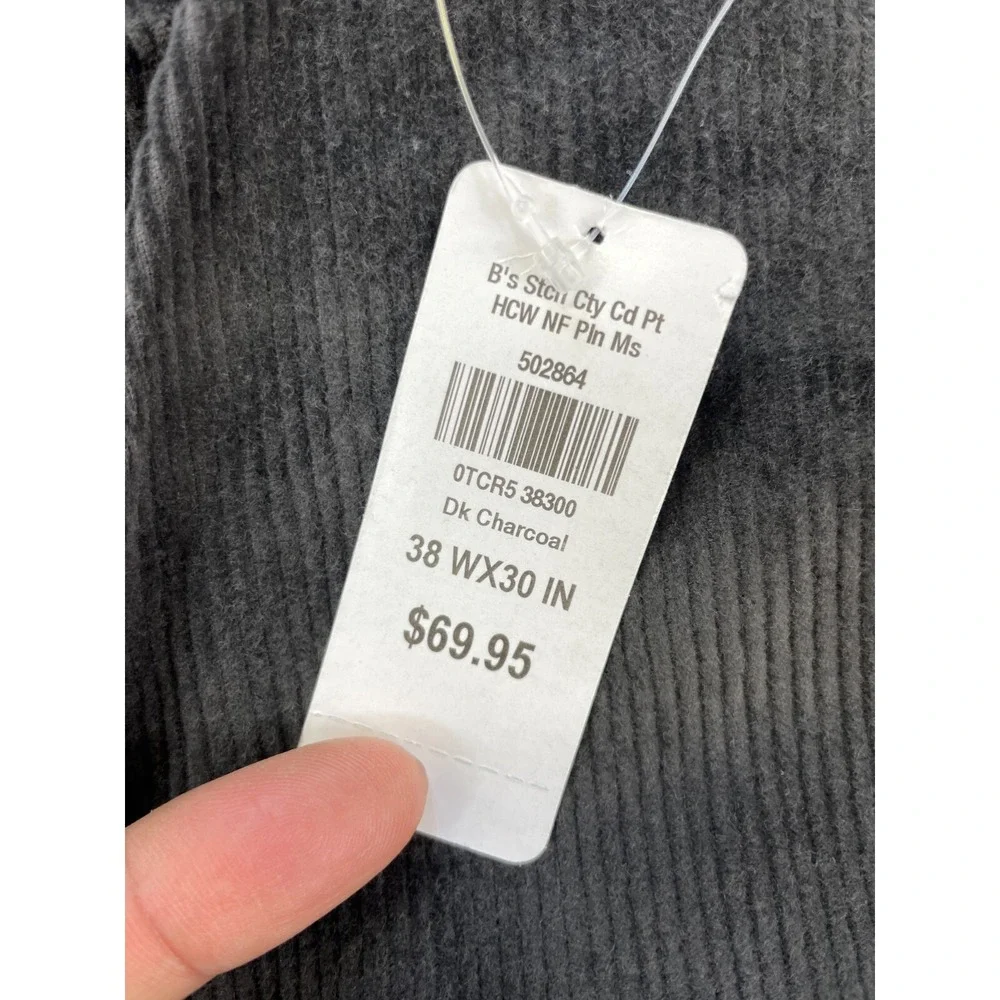 B's Stch Cty Cd Pt
HCW NF Pln Ms
502864
0TCR5 38300
Dk Charcoal
38 WX30 IN
$69.95